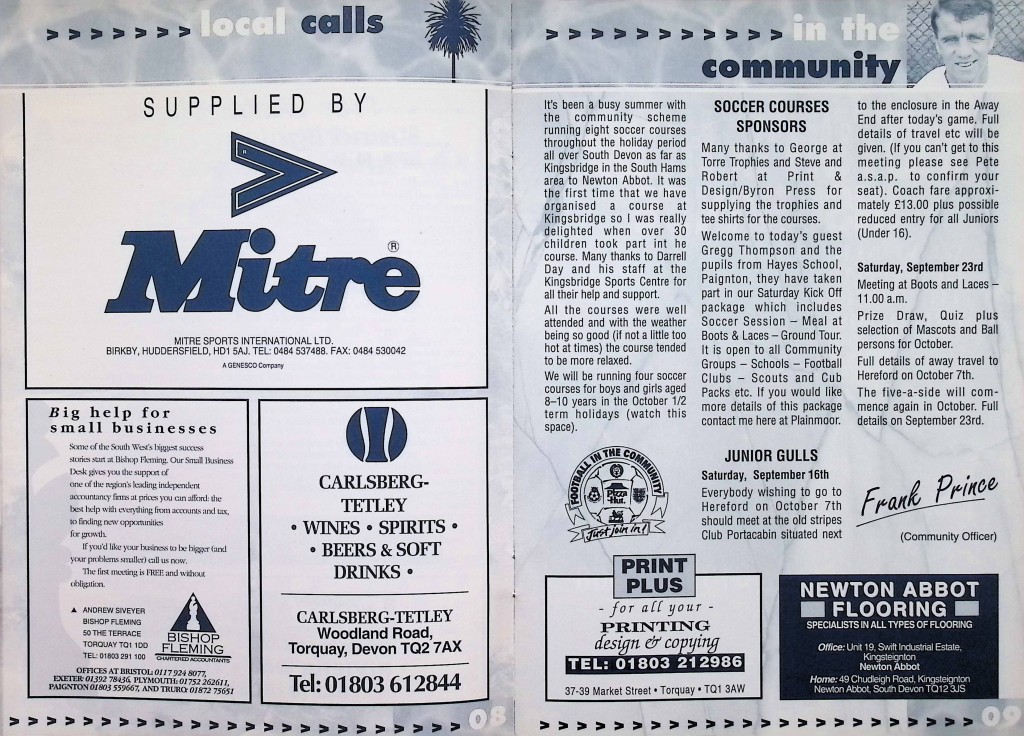 > > > > > > > local calls
SUPPLIED BY
R
Mitre®
MITRE SPORTS INTERNATIONAL LTD.
BIRKBY, HUDDERSFIELD, HD1 5AJ. TEL: 0484 537488. FAX: 0484 530042
A GENESCO Company
Big help for
small businesses
Some of the South West's biggest success
stories start at Bishop Fleming. Our Small Business
Desk gives you the support of
one of the region's leading independent
accountancy firms at prices you can afford: the
best help with everything from accounts and tax,
to finding new opportunities
for growth.
If you'd like your business to be bigger (and
your problems smaller) call us now.
The first meeting is FREE and without
obligation.
▲ ANDREW SIVEYER
BISHOP FLEMING
50 THE TERRACE
TORQUAY TQ1 1DD
TEL: 01803 291 100
BISHOP
FLEMING
CHARTERED ACCOUNTANTS
OFFICES AT BRISTOL: 0117 924 8077,
EXETER: 01392 78436, PLYMOUTH: 01752 262611,
PAIGNTON 01803 559667, AND TRURO: 01872 75651
CARLSBERG-
TETLEY
• WINES • SPIRITS •
• BEERS & SOFT
DRINKS •
CARLSBERG-TETLEY
Woodland Road,
Torquay, Devon TQ2 7AX
Tel: 01803 612844
08
> > > > > > > > > > > in the
community
It's been a busy summer with
the community scheme
running eight soccer courses
throughout the holiday period
all over South Devon as far as
Kingsbridge in the South Hams
area to Newton Abbot. It was
the first time that we have
organised a course at
Kingsbridge so I was really
delighted when over 30
children took part int he
course. Many thanks to Darrell
Day and his staff at the
Kingsbridge Sports Centre for
all their help and support.
All the courses were well
attended and with the weather
being so good (if not a little too
hot at times) the course tended
to be more relaxed.
We will be running four soccer
courses for boys and girls aged
8–10 years in the October 1/2
term holidays (watch this
space).
FOOTBALL IN THE COMMUNITY
Pizza
Hut
Just join in!
SOCCER COURSES
SPONSORS
Many thanks to George at
Torre Trophies and Steve and
Robert at Print &
Design/Byron Press for
supplying the trophies and
tee shirts for the courses.
Welcome to today's guest
Gregg Thompson and the
pupils from Hayes School,
Paignton, they have taken
part in our Saturday Kick Off
package which includes
Soccer Session – Meal at
Boots & Laces – Ground Tour.
It is open to all Community
Groups – Schools – Football
Clubs – Scouts and Cub
Packs etc. If you would like
more details of this package
contact me here at Plainmoor.
JUNIOR GULLS
Saturday, September 16th
Everybody wishing to go to
Hereford on October 7th
should meet at the old stripes
Club Portacabin situated next
to the enclosure in the Away
End after today's game. Full
details of travel etc will be
given. (If you can't get to this
meeting please see Pete
a.s.a.p. to confirm your
seat). Coach fare approxi-
mately £13.00 plus possible
reduced entry for all Juniors
(Under 16).
Saturday, September 23rd
Meeting at Boots and Laces –
11.00 a.m.
Prize Draw, Quiz plus
selection of Mascots and Ball
persons for October.
Full details of away travel to
Hereford on October 7th.
The five-a-side will com-
mence again in October. Full
details on September 23rd.
Frank Prince
(Community Officer)
PRINT
PLUS
- for all your -
PRINTING
design & copying
TEL: 01803 212986
37-39 Market Street • Torquay • TQ1 3AW
NEWTON ABBOT
FLOORING
SPECIALISTS IN ALL TYPES OF FLOORING
Office: Unit 19, Swift Industrial Estate,
Kingsteignton
Newton Abbot
Home: 49 Chudleigh Road, Kingsteignton
Newton Abbot, South Devon TQ12 3JS
09